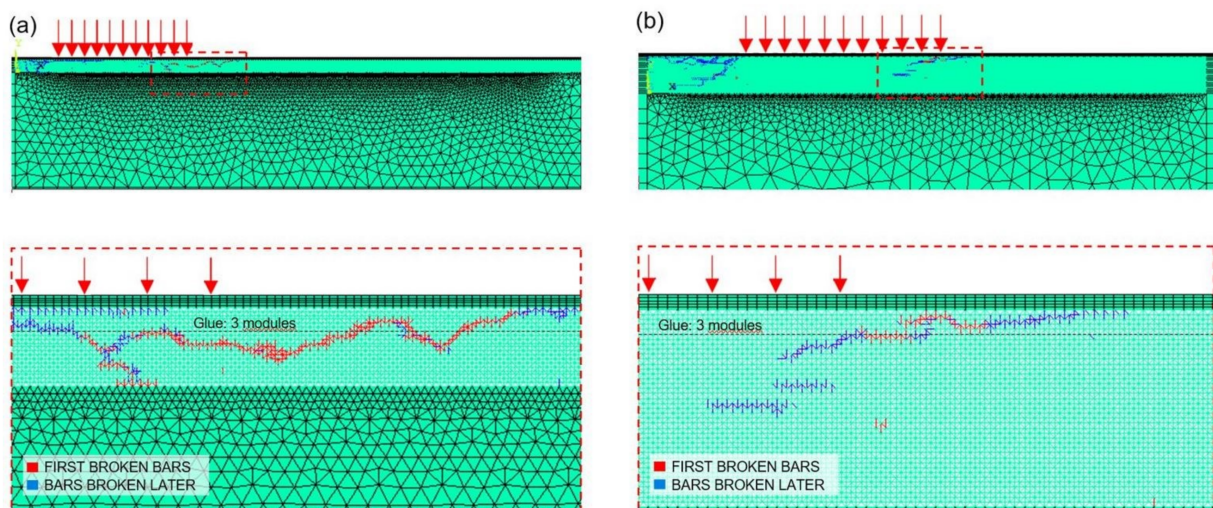 (a)
(b)
Glue: 3 modules
Glue: 3 modules
FIRST BROKEN BARS
BARS BROKEN LATER
FIRST BROKEN BARS
BARS BROKEN LATER